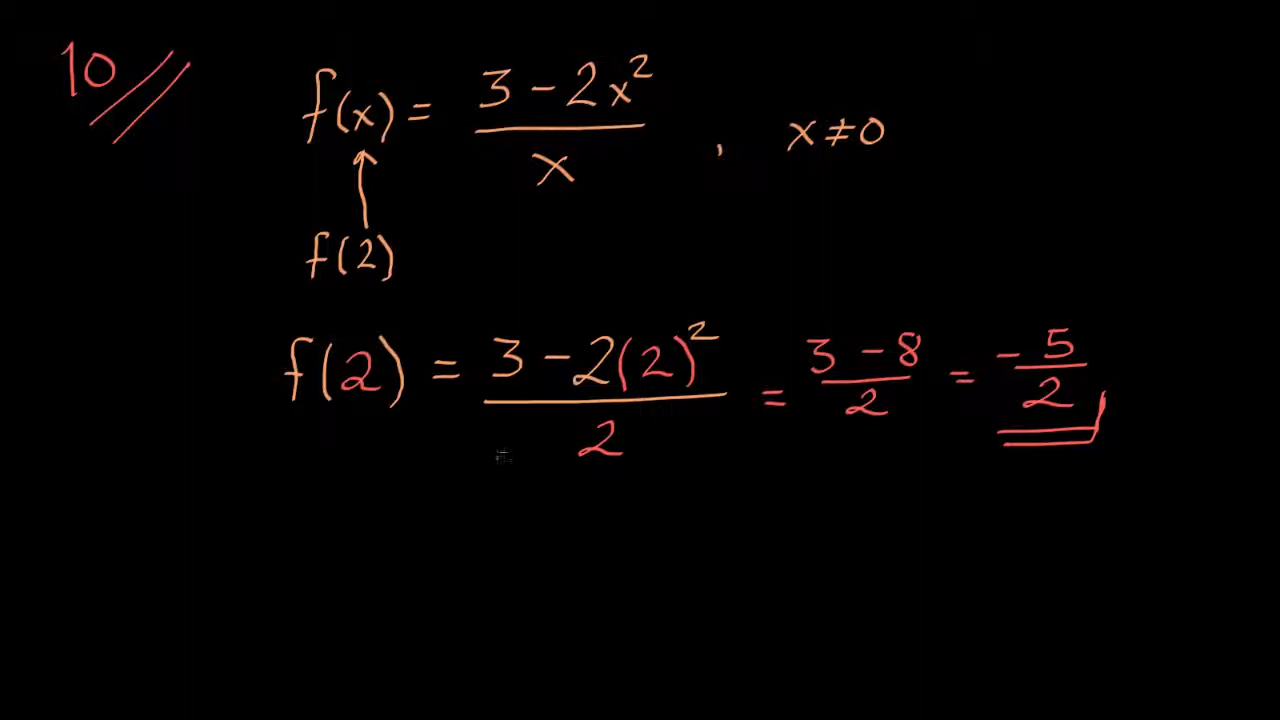 10
f(x) = (3 - 2x²)/x , x ≠ 0
f(2)
f(2) = (3 - 2(2)²)/2 = (3 - 8)/2 = -5/2